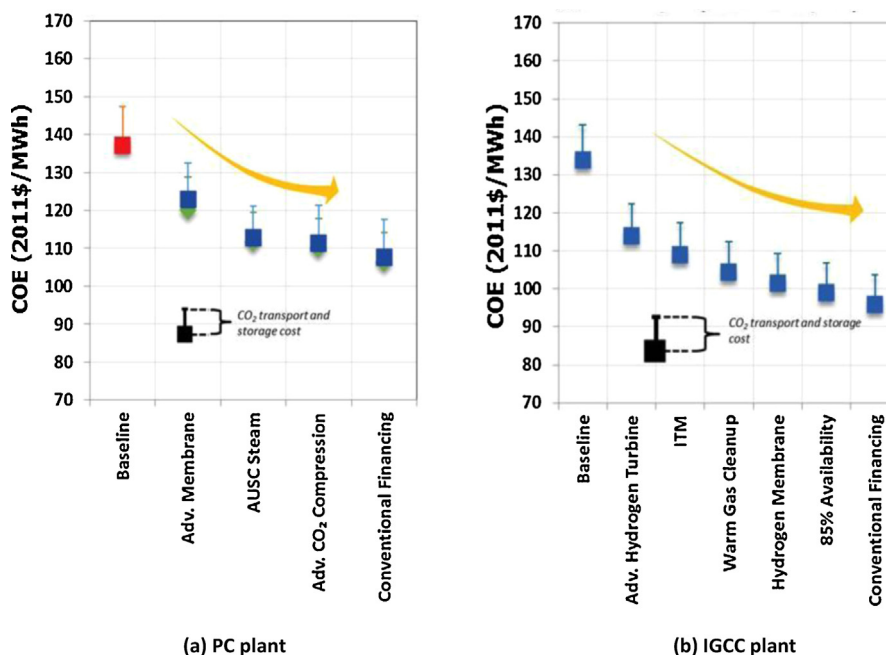 170
160
150
140
130
120
110
100
90
80
70
COE (2011$/MWh)
CO₂ transport and
storage cost
Baseline
Adv. Membrane
AUSC Steam
Adv. CO₂ Compression
Conventional Financing
(a) PC plant
170
160
150
140
130
120
110
100
90
80
70
COE (2011$/MWh)
CO₂ transport and storage
cost
Baseline
Adv. Hydrogen Turbine
ITM
Warm Gas Cleanup
Hydrogen Membrane
85% Availability
Conventional Financing
(b) IGCC plant